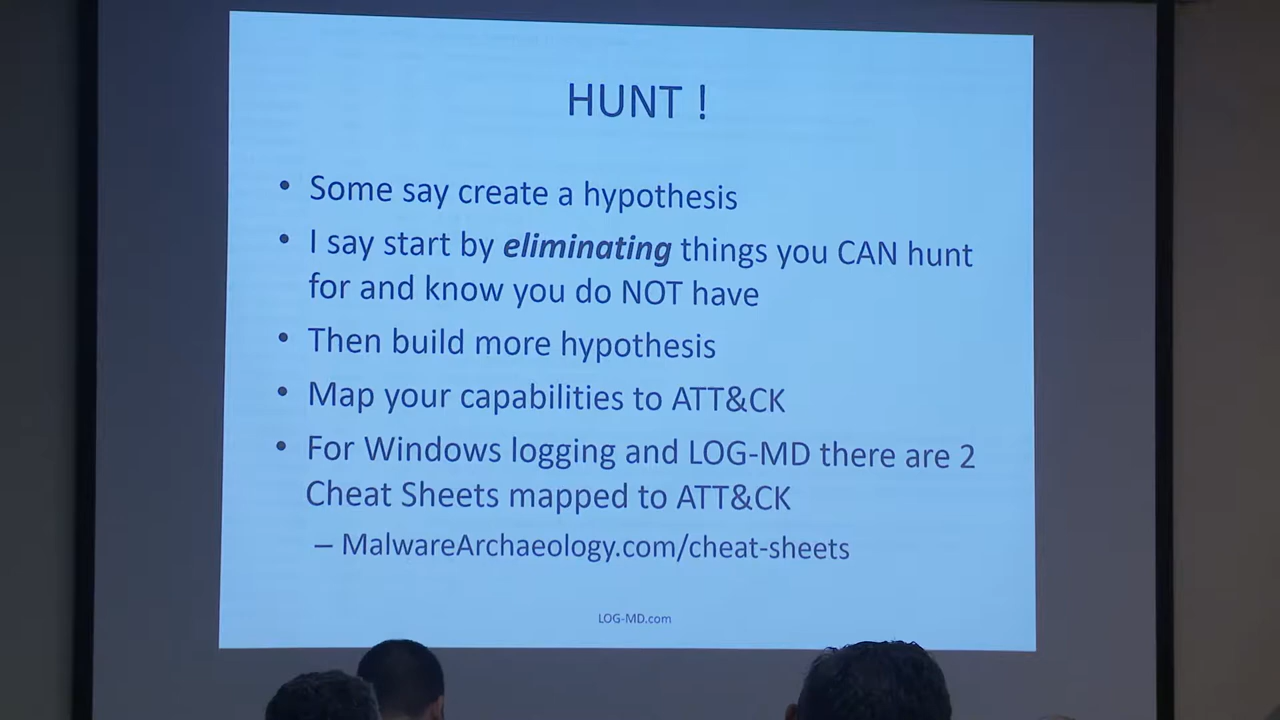 HUNT !
• Some say create a hypothesis
• I say start by eliminating things you CAN hunt
for and know you do NOT have
• Then build more hypothesis
• Map your capabilities to ATT&CK
• For Windows logging and LOG-MD there are 2
Cheat Sheets mapped to ATT&CK
– MalwareArchaeology.com/cheat-sheets
LOG-MD.com